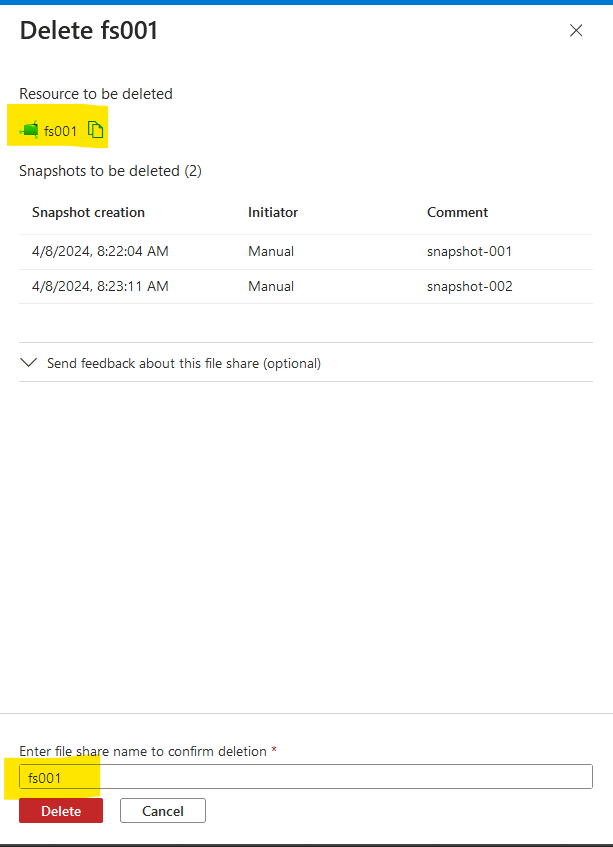 Delete fs001
Resource to be deleted
fs001
Snapshots to be deleted (2)
Snapshot creation Initiator Comment
4/8/2024, 8:22:04 AM Manual snapshot-001
4/8/2024, 8:23:11 AM Manual snapshot-002
Send feedback about this file share (optional)
Enter file share name to confirm deletion *
fs001
Delete Cancel